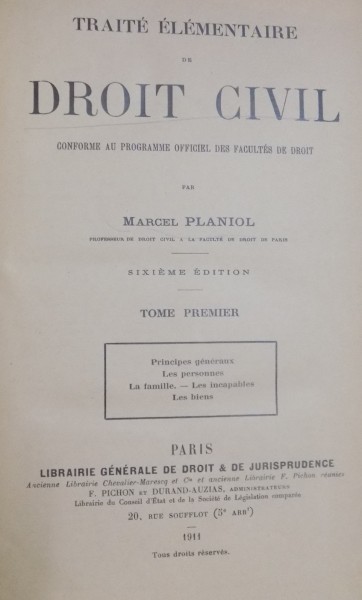 TRAITÉ ÉLÉMENTAIRE
DE
DROIT CIVIL
CONFORME AU PROGRAMME OFFICIEL DES FACULTÉS DE DROIT
PAR
MARCEL PLANIOL
PROFESSEUR DE DROIT CIVIL A LA FACULTÉ DE DROIT DE PARIS
SIXIÈME ÉDITION
TOME PREMIER
Principes généraux
Les personnes
La famille. — Les incapables
Les biens
PARIS
LIBRAIRIE GÉNÉRALE DE DROIT & DE JURISPRUDENCE
Ancienne Librairie Chevalier-Marescq et Cie et ancienne Librairie F. Pichon réunies
F. PICHON ET DURAND-AUZIAS, ADMINISTRATEURS
Librairie du Conseil d'État et de la Société de Législation comparée
20, RUE SOUFFLOT (5e ARRt)
1911
Tous droits réservés.